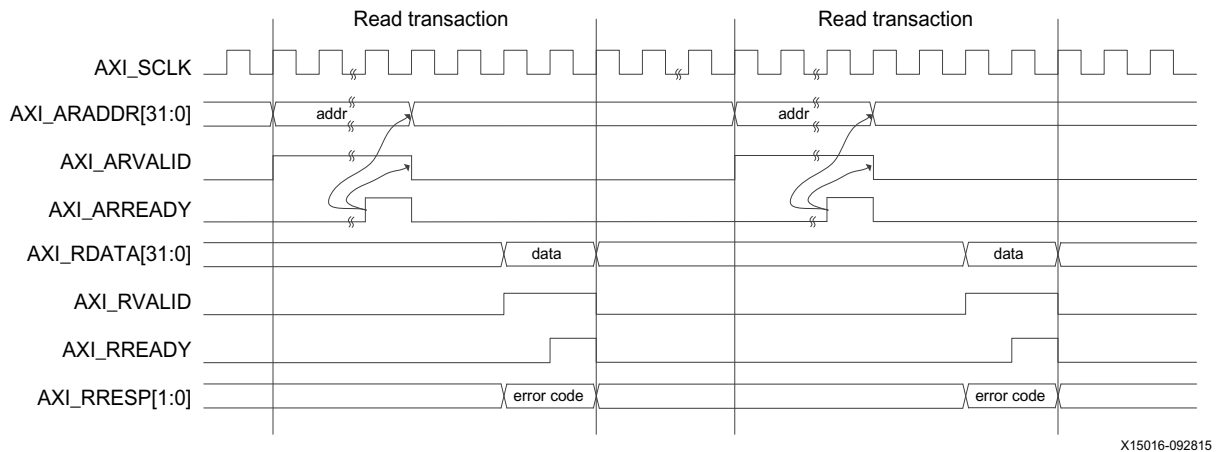 Read transaction Read transaction
AXI_SCLK
AXI_ARADDR[31:0] addr addr
AXI_ARVALID
AXI_ARREADY
AXI_RDATA[31:0] data data
AXI_RVALID
AXI_RREADY
AXI_RRESP[1:0] error code error code
X15016-092815